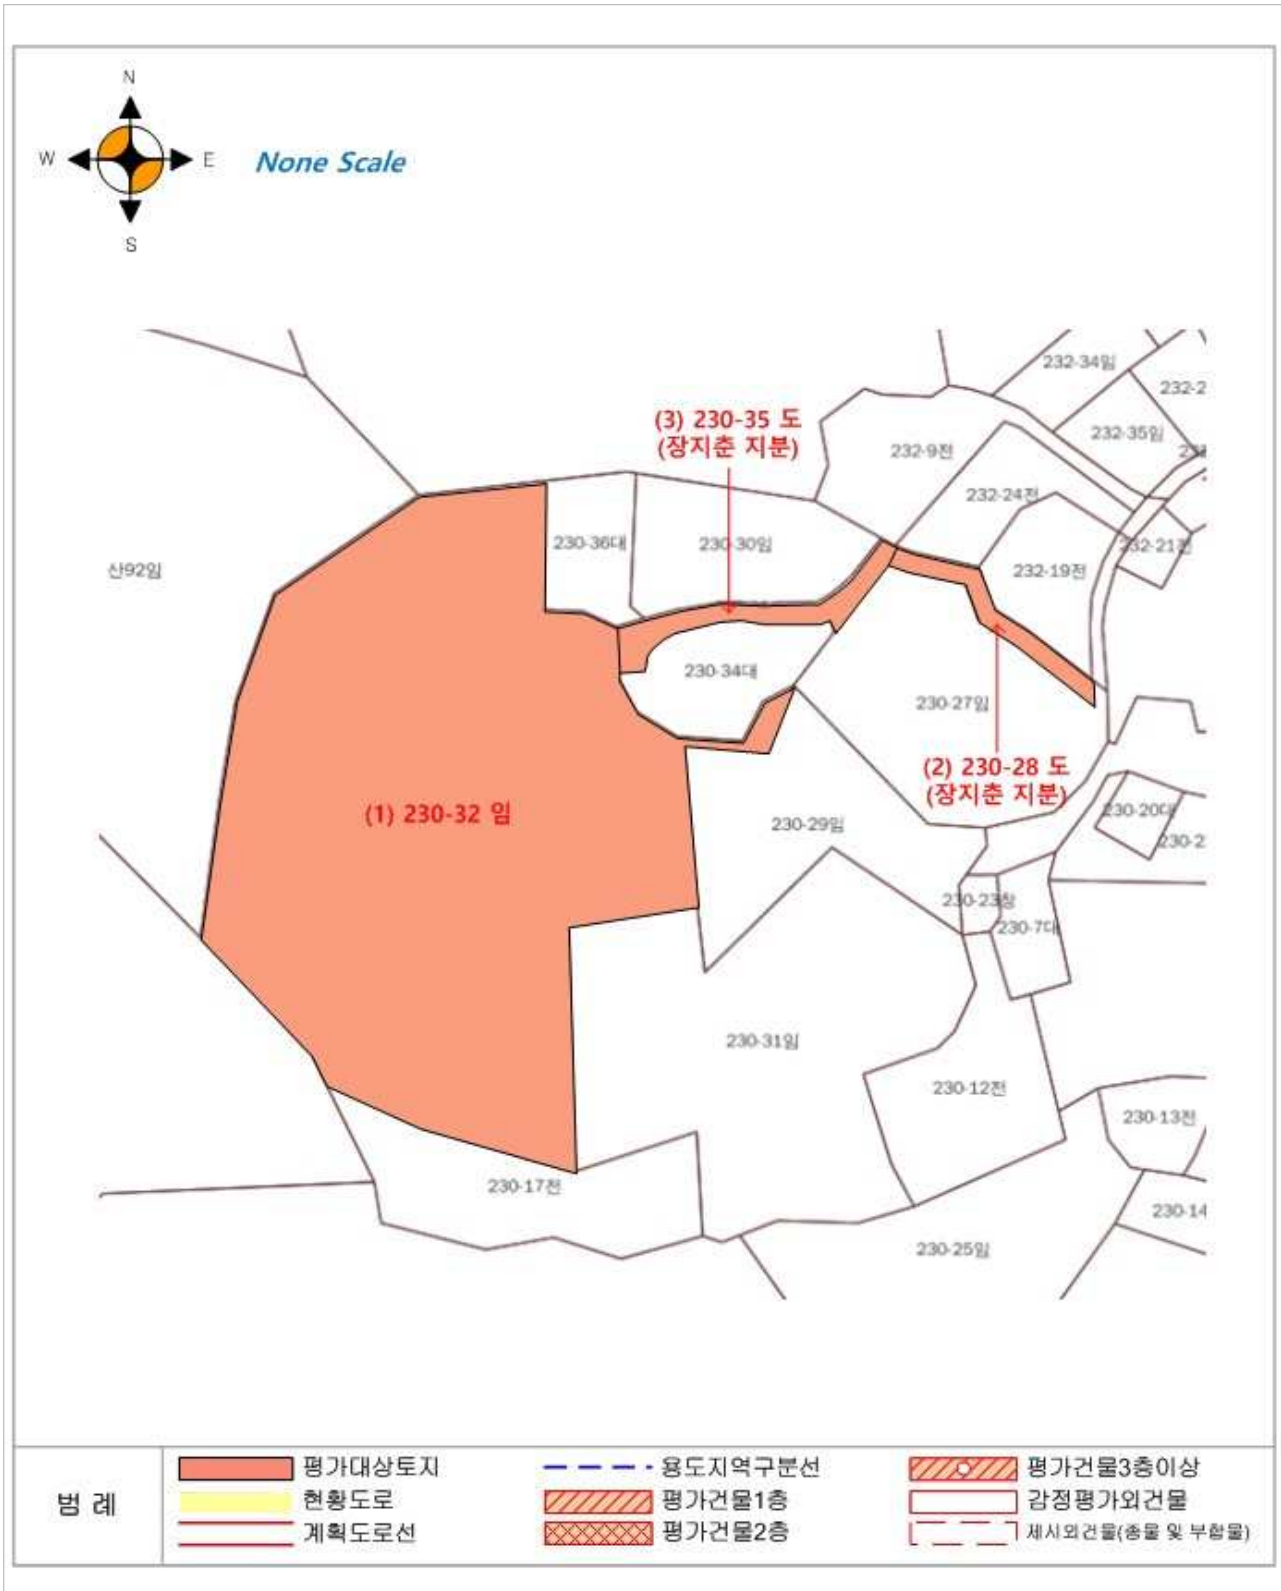 N
W
E
S
None Scale
232-34임
232-2
(3) 230-35 도
(장지춘 지분)
232-35임
232-9전
232-24전
230-36대
230-30임
232-21전
232-19전
산92임
230-34대
230-27임
(2) 230-28 도
(장지춘 지분)
(1) 230-32 임
230-29임
230-20대
230-2
230-23창
230-7대
230-31임
230-12전
230-13전
230-17전
230-14
230-25임
범 례
평가대상토지
현황도로
계획도로선
용도지역구분선
평가건물1층
평가건물2층
평가건물3층이상
감정평가외건물
제시외건물(종물 및 부합물)